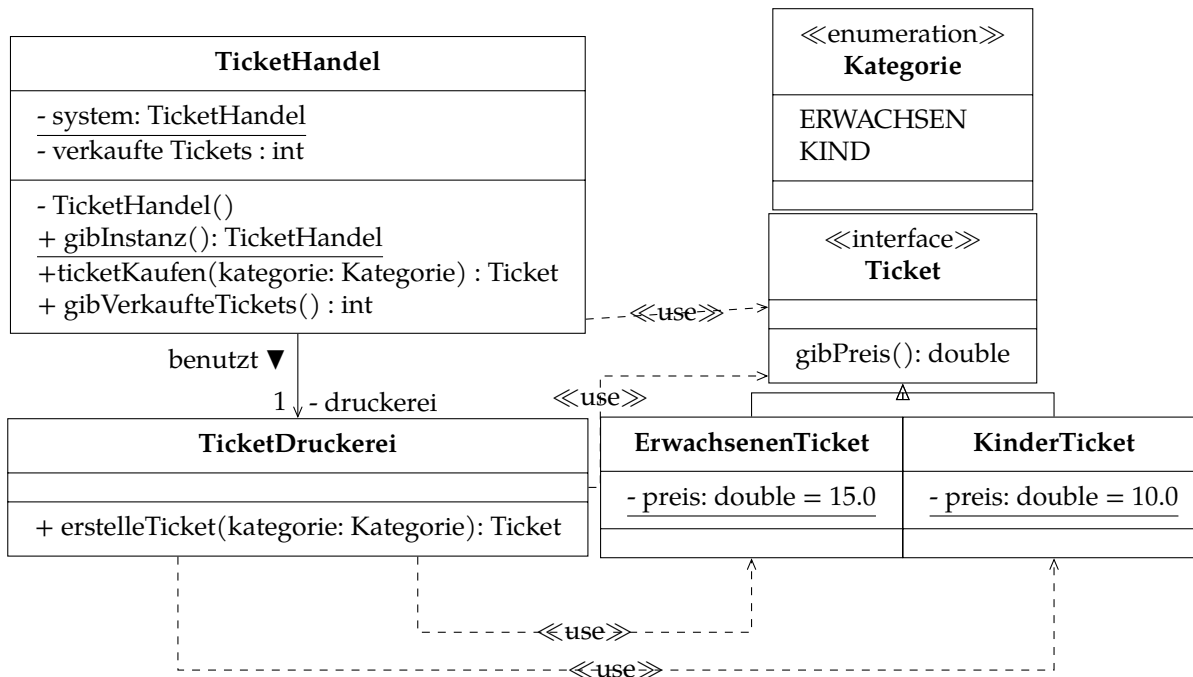 TicketHandel
- system: TicketHandel
- verkaufte Tickets : int
- TicketHandel()
+ gibInstanz(): TicketHandel
+ticketKaufen(kategorie: Kategorie) : Ticket
+ gibVerkaufteTickets() : int
≪enumeration≫
Kategorie
ERWACHSEN
KIND
≪interface≫
Ticket
gibPreis(): double
≪use≫
benutzt ▼
1
- druckerei
≪use≫
TicketDruckerei
+ erstelleTicket(kategorie: Kategorie): Ticket
ErwachsenenTicket
- preis: double = 15.0
KinderTicket
- preis: double = 10.0
≪use≫
≪use≫